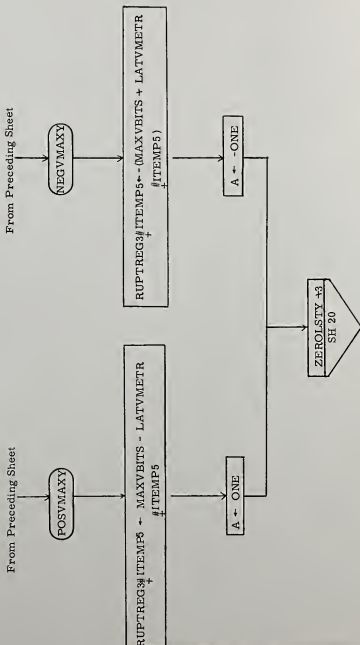 From Preceding Sheet
POSVMAXY
RUPTREG3#ITEMP5 ← MAXVBITS - LATVMETR
+ #ITEMP5
+
A ← ONE
From Preceding Sheet
NEGVMAXY
RUPTREG3#ITEMP5← -(MAXVBITS + LATVMETR
+ #ITEMP5)
+
A ← -ONE
ZEROLSTY +3
SH 20